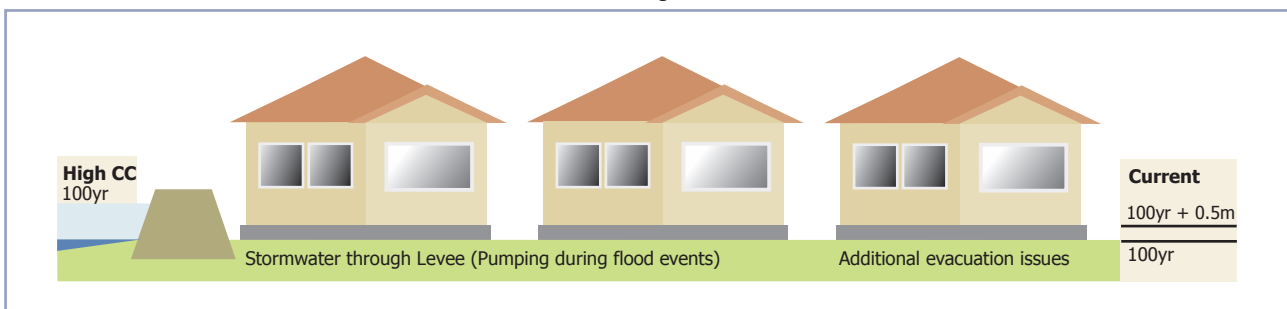 High CC
100yr
Stormwater through Levee (Pumping during flood events)
Additional evacuation issues
Current
100yr + 0.5m
100yr